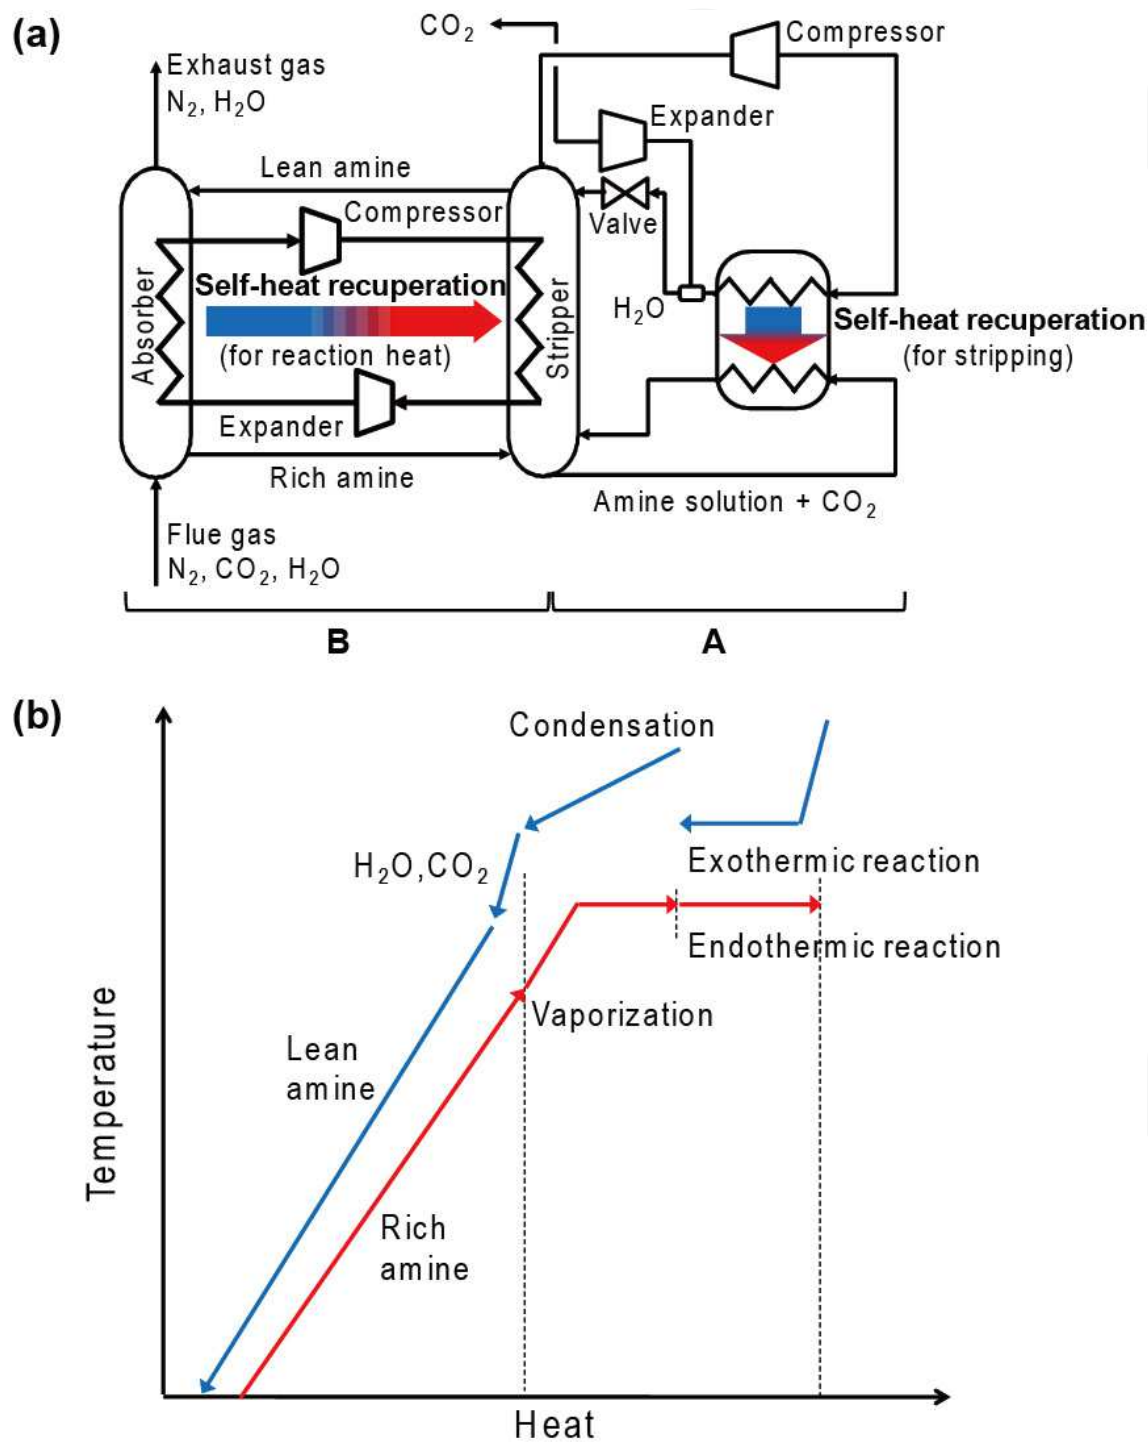 (a)
CO₂
Compressor
Exhaust gas
N₂, H₂O
Expander
Lean amine
Compressor
Valve
Self-heat recuperation
(for reaction heat)
Absorber
Stripper
H₂O
Self-heat recuperation
(for stripping)
Expander
Rich amine
Amine solution + CO₂
Flue gas
N₂, CO₂, H₂O
B
A
(b)
Condensation
H₂O,CO₂
Exothermic reaction
Endothermic reaction
Vaporization
Lean
amine
Rich
amine
Temperature
Heat